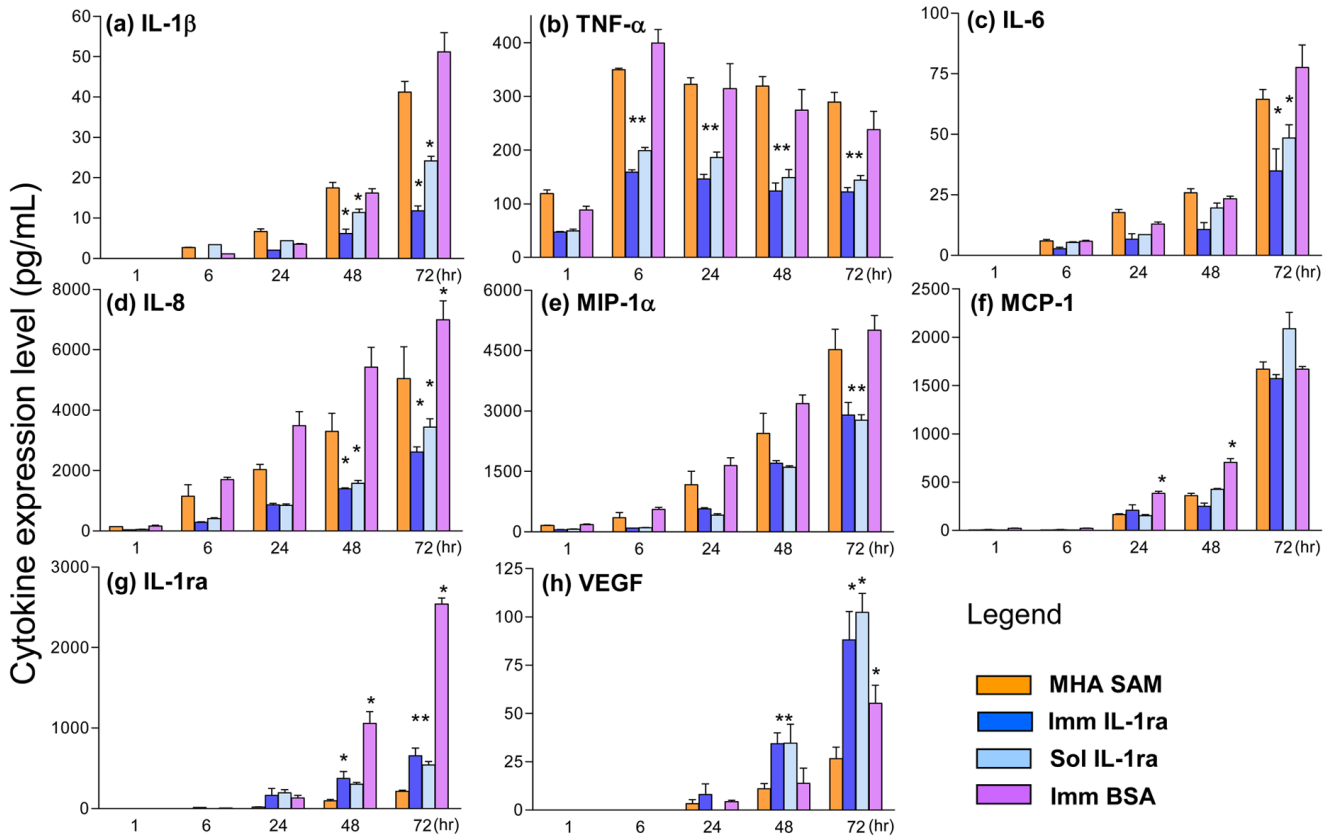 Cytokine expression level (pg/mL)
(a) IL-1β
60
50
40
30
20
10
0
* * * *
1 6 24 48 72 (hr)
(b) TNF-α
400
300
200
100
0
** ** ** **
1 6 24 48 72 (hr)
(c) IL-6
100
75
50
25
0
* *
1 6 24 48 72 (hr)
(d) IL-8
8000
6000
4000
2000
0
* * * * *
1 6 24 48 72 (hr)
(e) MIP-1α
6000
4500
3000
1500
0
**
1 6 24 48 72 (hr)
(f) MCP-1
2500
2000
1500
1000
500
0
* *
1 6 24 48 72 (hr)
(g) IL-1ra
3000
2000
1000
0
* * ** *
1 6 24 48 72 (hr)
(h) VEGF
125
100
75
50
25
0
** * * *
1 6 24 48 72 (hr)
Legend
MHA SAM
Imm IL-1ra
Sol IL-1ra
Imm BSA